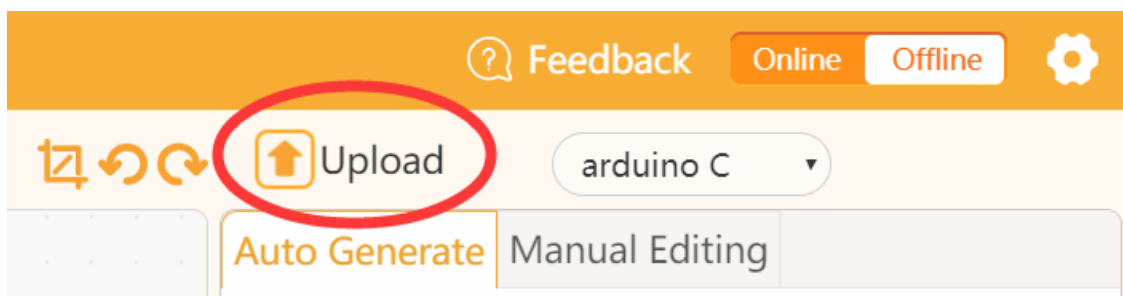 Feedback Online Offline
Upload arduino C
Auto Generate Manual Editing